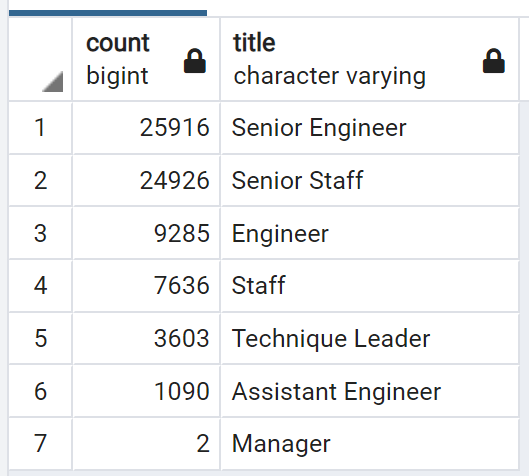 count title
bigint character varying
1 25916 Senior Engineer
2 24926 Senior Staff
3 9285 Engineer
4 7636 Staff
5 3603 Technique Leader
6 1090 Assistant Engineer
7 2 Manager